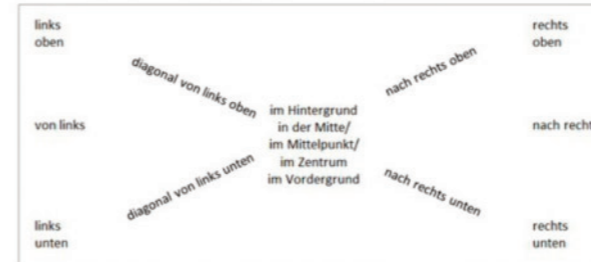 links
oben
rechts
oben
diagonal von links oben
nach rechts oben
von links
im Hintergrund
in der Mitte/
im Mittelpunkt/
im Zentrum
im Vordergrund
nach recht
diagonal von links unten
nach rechts unten
links
unten
rechts
unten